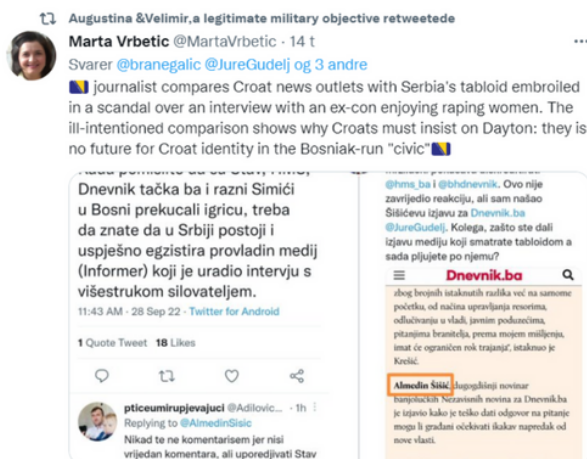 Augustina &Velimir,a legitimate military objective retweetede
Marta Vrbetic @MartaVrbetic · 14 t
Svarer @branegalic @JureGudelj og 3 andre
🇧🇦 journalist compares Croat news outlets with Serbia's tabloid embroiled
in a scandal over an interview with an ex-con enjoying raping women. The
ill-intentioned comparison shows why Croats must insist on Dayton: they is
no future for Croat identity in the Bosniak-run "civic"🇧🇦
Dnevnik tačka ba i razni Simići
u Bosni prekucali igricu, treba
da znate da u Srbiji postoji i
uspješno egzistira provladin medij
(Informer) koji je uradio intervju s
višestrukom silovateljem.
11:43 AM · 28 Sep 22 · Twitter for Android
1 Quote Tweet 18 Likes
pticeumirupjevajuci @Adilovic... · 1h
Replying to @AlmedinSisic
Nikad te ne komentarisem jer nisi
vrijedan komentara, ali uporedjivati Stav
@hms_ba i @bhdnevnik. Ovo nije
zavrijedio reakciju, ali sam našao
Šišićevu izjavu za Dnevnik.ba
@JureGudelj. Kolega, zašto ste dali
izjavu mediju koji smatrate tabloidom a
sada pljujete po njemu?
Dnevnik.ba
zbog brojnih istaknutih razlika već na samome
početku, od načina upravljanja resorima,
odlučivanju u vladi, javnim poduzećima,
pitanjima branitelja, prema mojem mišljenju,
imat će ograničen rok trajanja', istaknuo je
Krešić.
Almedin Šišić, dugogodišnji novinar
banjolučkih Nezavisnih novina za Dnevnik.ba
je izjavio kako je teško dati odgovor na pitanje
mogu li građani očekivati ikakav napredak od
nove vlasti.